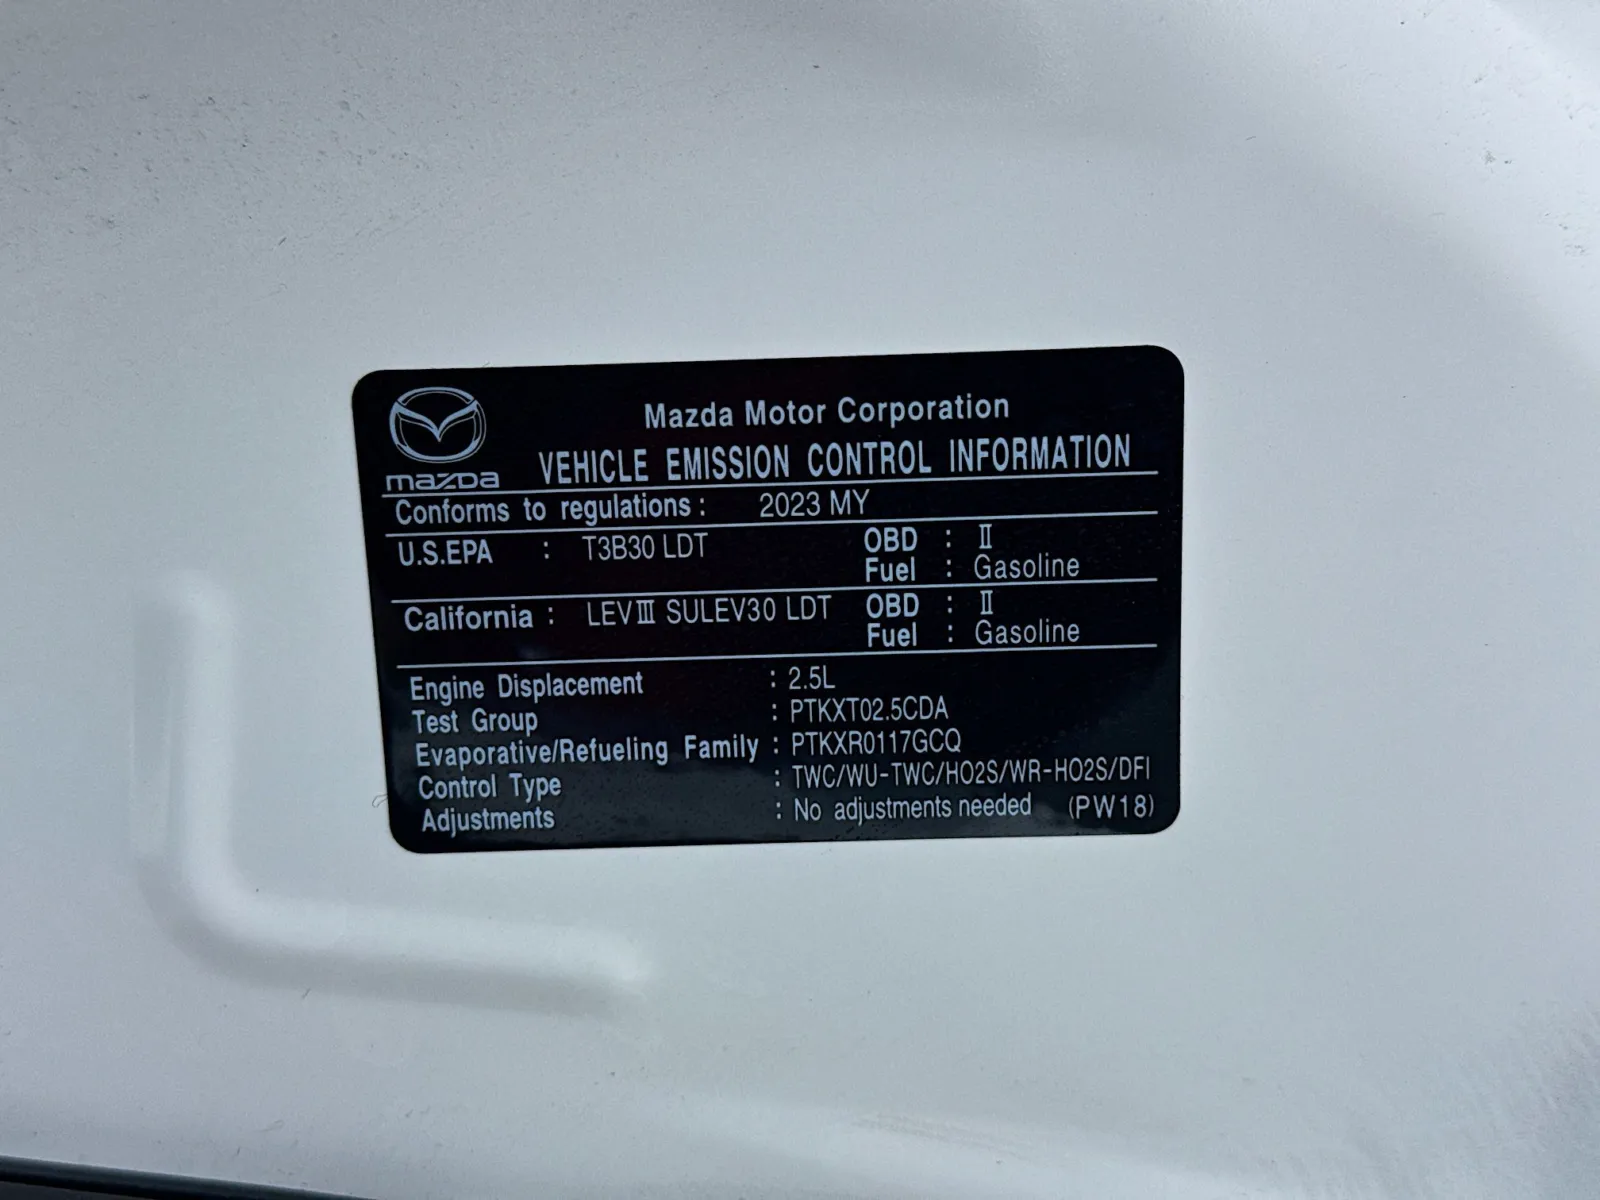 Mazda Motor Corporation
mazda VEHICLE EMISSION CONTROL INFORMATION
Conforms to regulations : 2023 MY
U.S.EPA : T3B30 LDT OBD : Ⅱ
Fuel : Gasoline
California : LEVⅢ SULEV30 LDT OBD : Ⅱ
Fuel : Gasoline
Engine Displacement : 2.5L
Test Group : PTKXT02.5CDA
Evaporative/Refueling Family : PTKXR0117GCQ
Control Type : TWC/WU-TWC/HO2S/WR-HO2S/DFI
Adjustments : No adjustments needed (PW18)